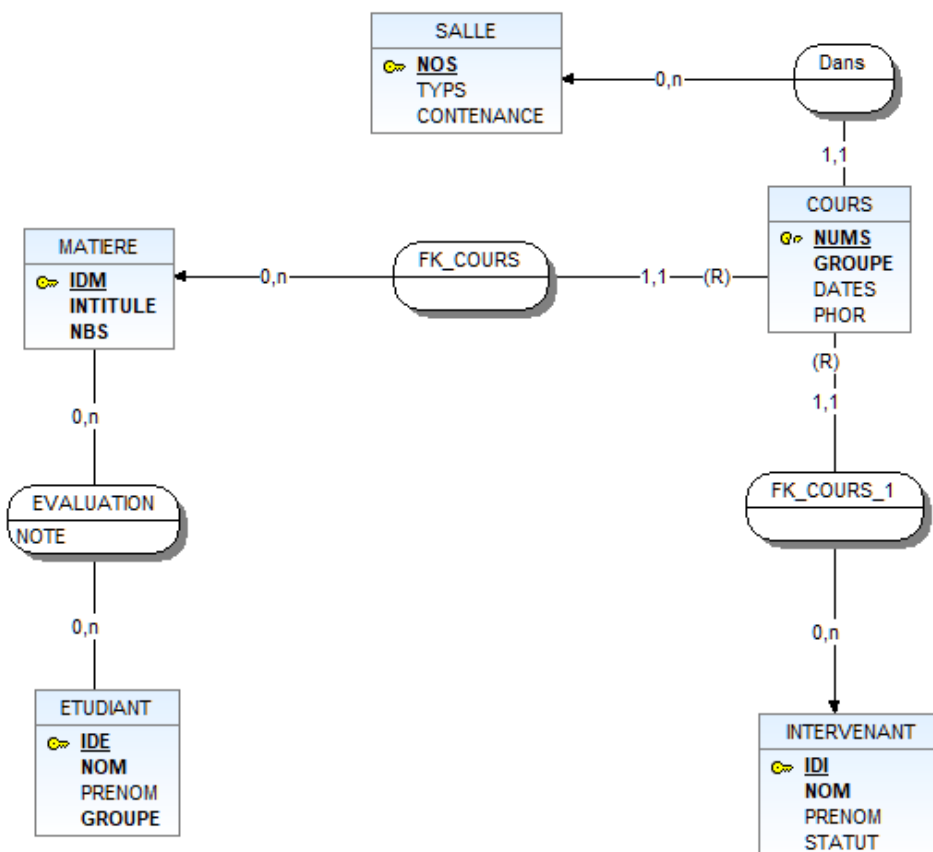 SALLE
NOS
TYPS
CONTENANCE
0,n
Dans
1,1
COURS
NUMS
GROUPE
DATES
PHOR
MATIERE
IDM
INTITULE
NBS
0,n
FK_COURS
1,1
(R)
(R)
1,1
0,n
EVALUATION
NOTE
FK_COURS_1
0,n
0,n
ETUDIANT
IDE
NOM
PRENOM
GROUPE
INTERVENANT
IDI
NOM
PRENOM
STATUT